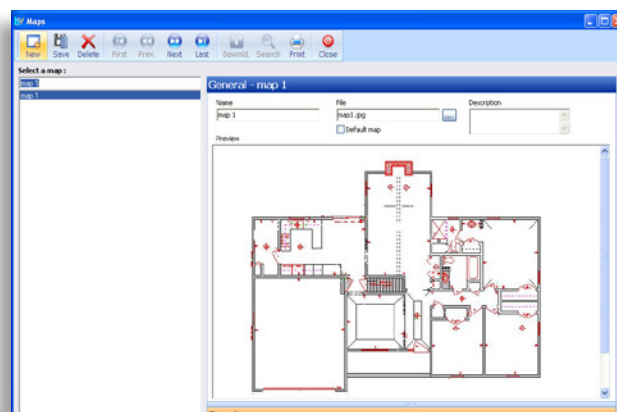 Maps
New Save Delete First Prev. Next Last Downld. Search Print Close
Select a map :
map 1
map 1
General - map 1
Name File Description
map 1 map1.jpg ...
Default map
Preview